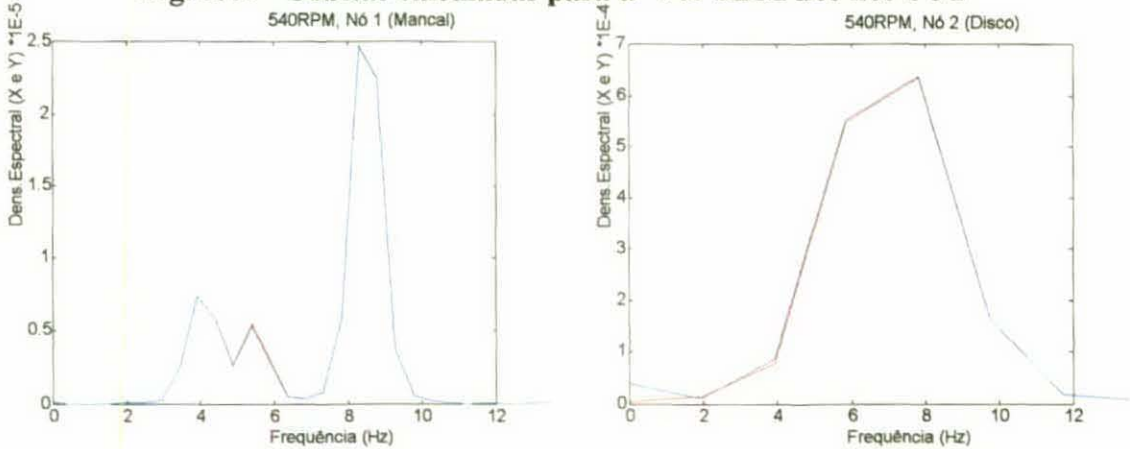 540RPM, Nó 1 (Mancal)
Dens.Espectral (X e Y) *1E-5
2.5
2
1.5
1
0.5
0
0 2 4 6 8 10 12
Frequência (Hz)
540RPM, Nó 2 (Disco)
Dens.Espectral (X e Y) *1E-4
7
6
5
4
3
2
1
0
0 2 4 6 8 10 12
Frequência (Hz)